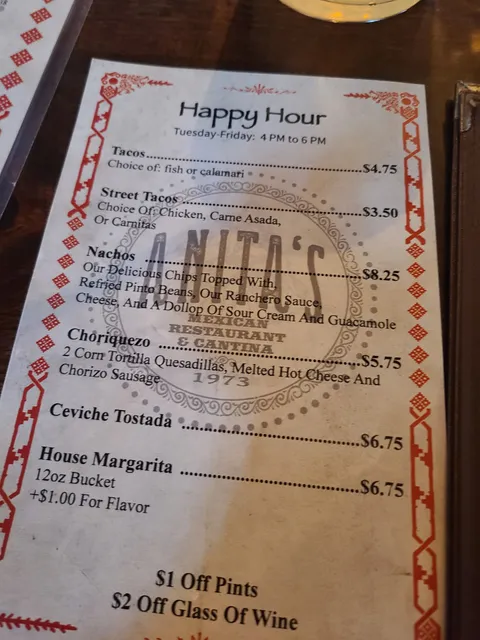 Happy Hour
Tuesday-Friday: 4 PM to 6 PM
Tacos........................................................$4.75
Choice of: fish or calamari
Street Tacos................................................$3.50
Choice Of: Chicken, Carne Asada,
Or Carnitas
Nachos ......................................................$8.25
Our Delicious Chips Topped With,
Refried Pinto Beans, Our Ranchero Sauce,
Cheese, And A Dollop Of Sour Cream And Guacamole
Choriquezo ................................................$5.75
2 Corn Tortilla Quesadillas, Melted Hot Cheese And
Chorizo Sausage
Ceviche Tostada ........................................$6.75
House Margarita ........................................$6.75
12oz Bucket
+$1.00 For Flavor
$1 Off Pints
$2 Off Glass Of Wine
ANITA'S
MEXICAN
RESTAURANT
& CANTINA
1973